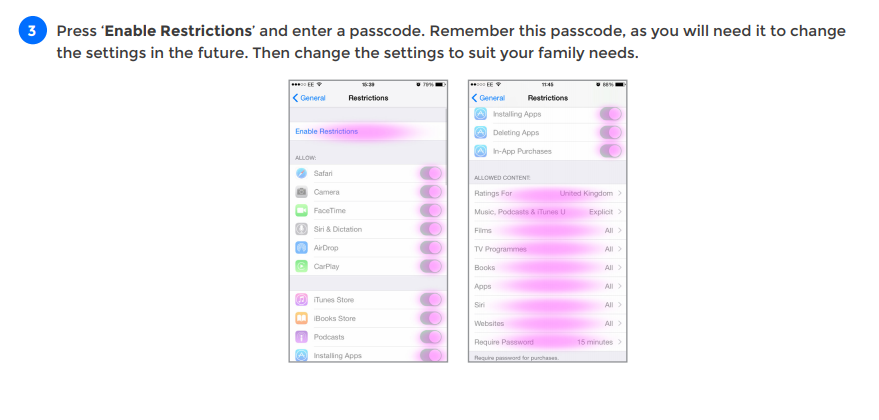 3 Press ‘Enable Restrictions’ and enter a passcode. Remember this passcode, as you will need it to change
the settings in the future. Then change the settings to suit your family needs.
EE 15:39 79%
General Restrictions
Enable Restrictions
ALLOW:
Safari
Camera
FaceTime
Siri & Dictation
AirDrop
CarPlay
iTunes Store
iBooks Store
Podcasts
Installing Apps
EE 11:45 86%
General Restrictions
Installing Apps
Deleting Apps
In-App Purchases
ALLOWED CONTENT:
Ratings For United Kingdom
Music, Podcasts & iTunes U Explicit
Films All
TV Programmes All
Books All
Apps All
Siri All
Websites All
Require Password 15 minutes
Require password for purchases.